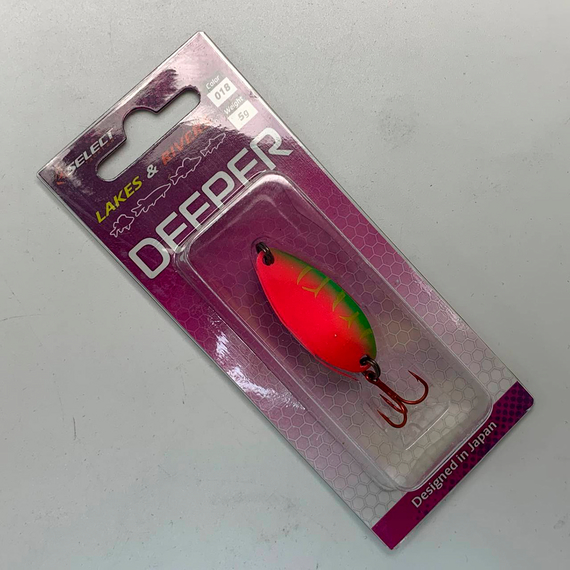 SELECT
Color
018
Weight
5g
LAKES & RIVERS
DEEPER
Designed in Japan